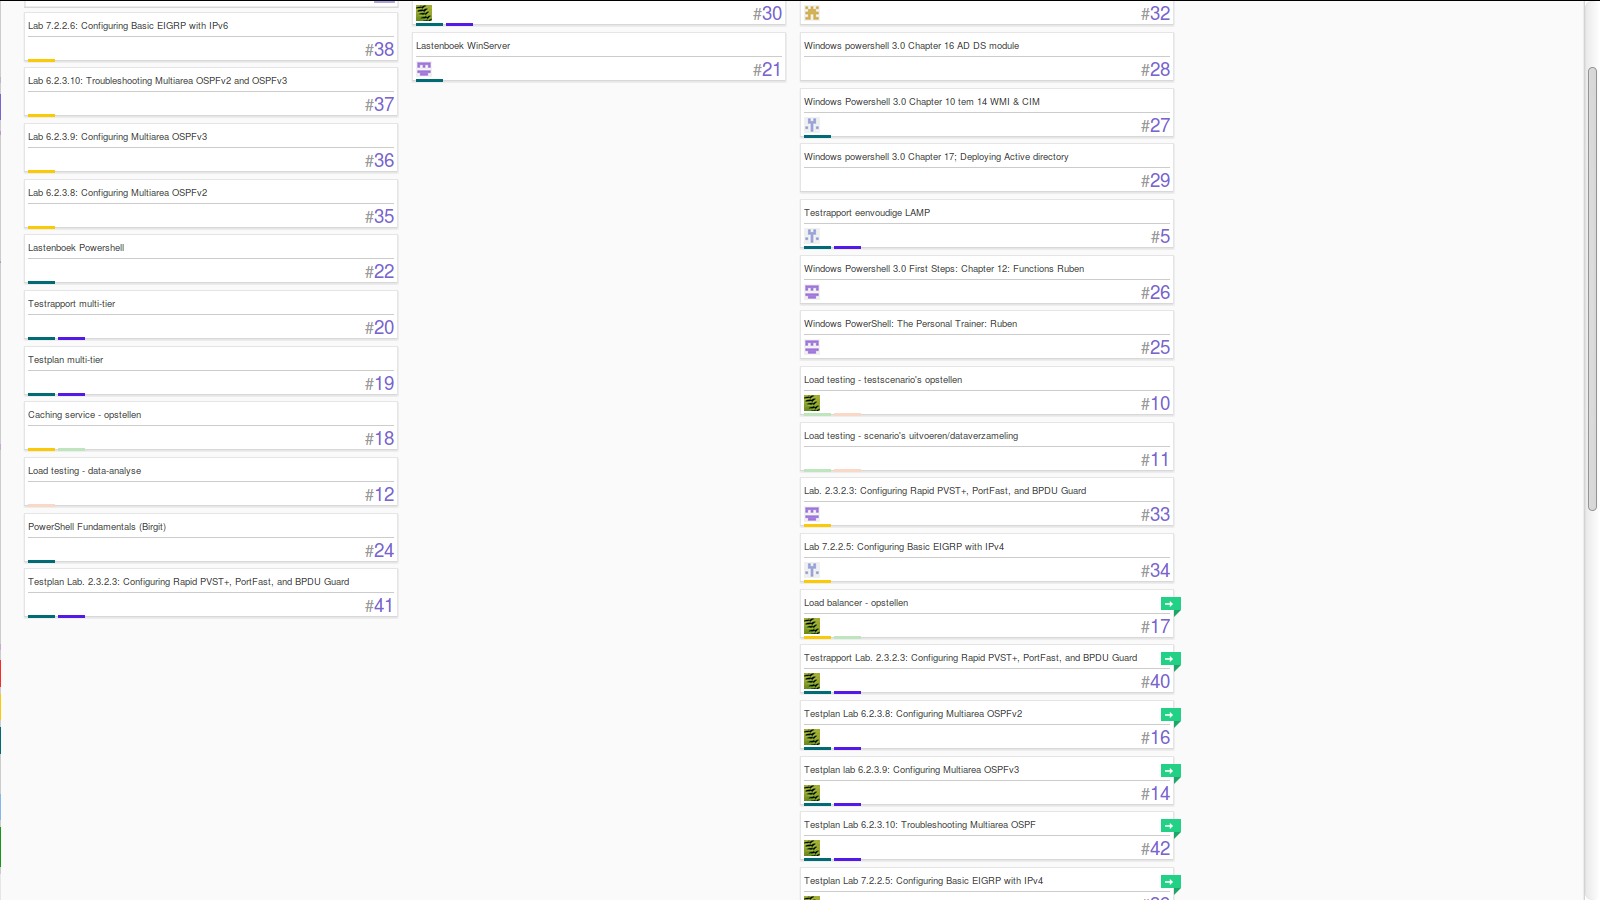 Lab 7.2.2.6: Configuring Basic EIGRP with IPv6
#38
Lab 6.2.3.10: Troubleshooting Multiarea OSPFv2 and OSPFv3
#37
Lab 6.2.3.9: Configuring Multiarea OSPFv3
#36
Lab 6.2.3.8: Configuring Multiarea OSPFv2
#35
Lastenboek Powershell
#22
Testrapport multi-tier
#20
Testplan multi-tier
#19
Caching service - opstellen
#18
Load testing - data-analyse
#12
PowerShell Fundamentals (Birgit)
#24
Testplan Lab. 2.3.2.3: Configuring Rapid PVST+, PortFast, and BPDU Guard
#41
#30
Lastenboek WinServer
#21
#32
Windows powershell 3.0 Chapter 16 AD DS module
#28
Windows Powershell 3.0 Chapter 10 tem 14 WMI & CIM
#27
Windows powershell 3.0 Chapter 17; Deploying Active directory
#29
Testrapport eenvoudige LAMP
#5
Windows Powershell 3.0 First Steps: Chapter 12: Functions Ruben
#26
Windows PowerShell: The Personal Trainer: Ruben
#25
Load testing - testscenario's opstellen
#10
Load testing - scenario's uitvoeren/dataverzameling
#11
Lab. 2.3.2.3: Configuring Rapid PVST+, PortFast, and BPDU Guard
#33
Lab 7.2.2.5: Configuring Basic EIGRP with IPv4
#34
Load balancer - opstellen
#17
Testrapport Lab. 2.3.2.3: Configuring Rapid PVST+, PortFast, and BPDU Guard
#40
Testplan Lab 6.2.3.8: Configuring Multiarea OSPFv2
#16
Testplan lab 6.2.3.9: Configuring Multiarea OSPFv3
#14
Testplan Lab 6.2.3.10: Troubleshooting Multiarea OSPF
#42
Testplan Lab 7.2.2.5: Configuring Basic EIGRP with IPv4